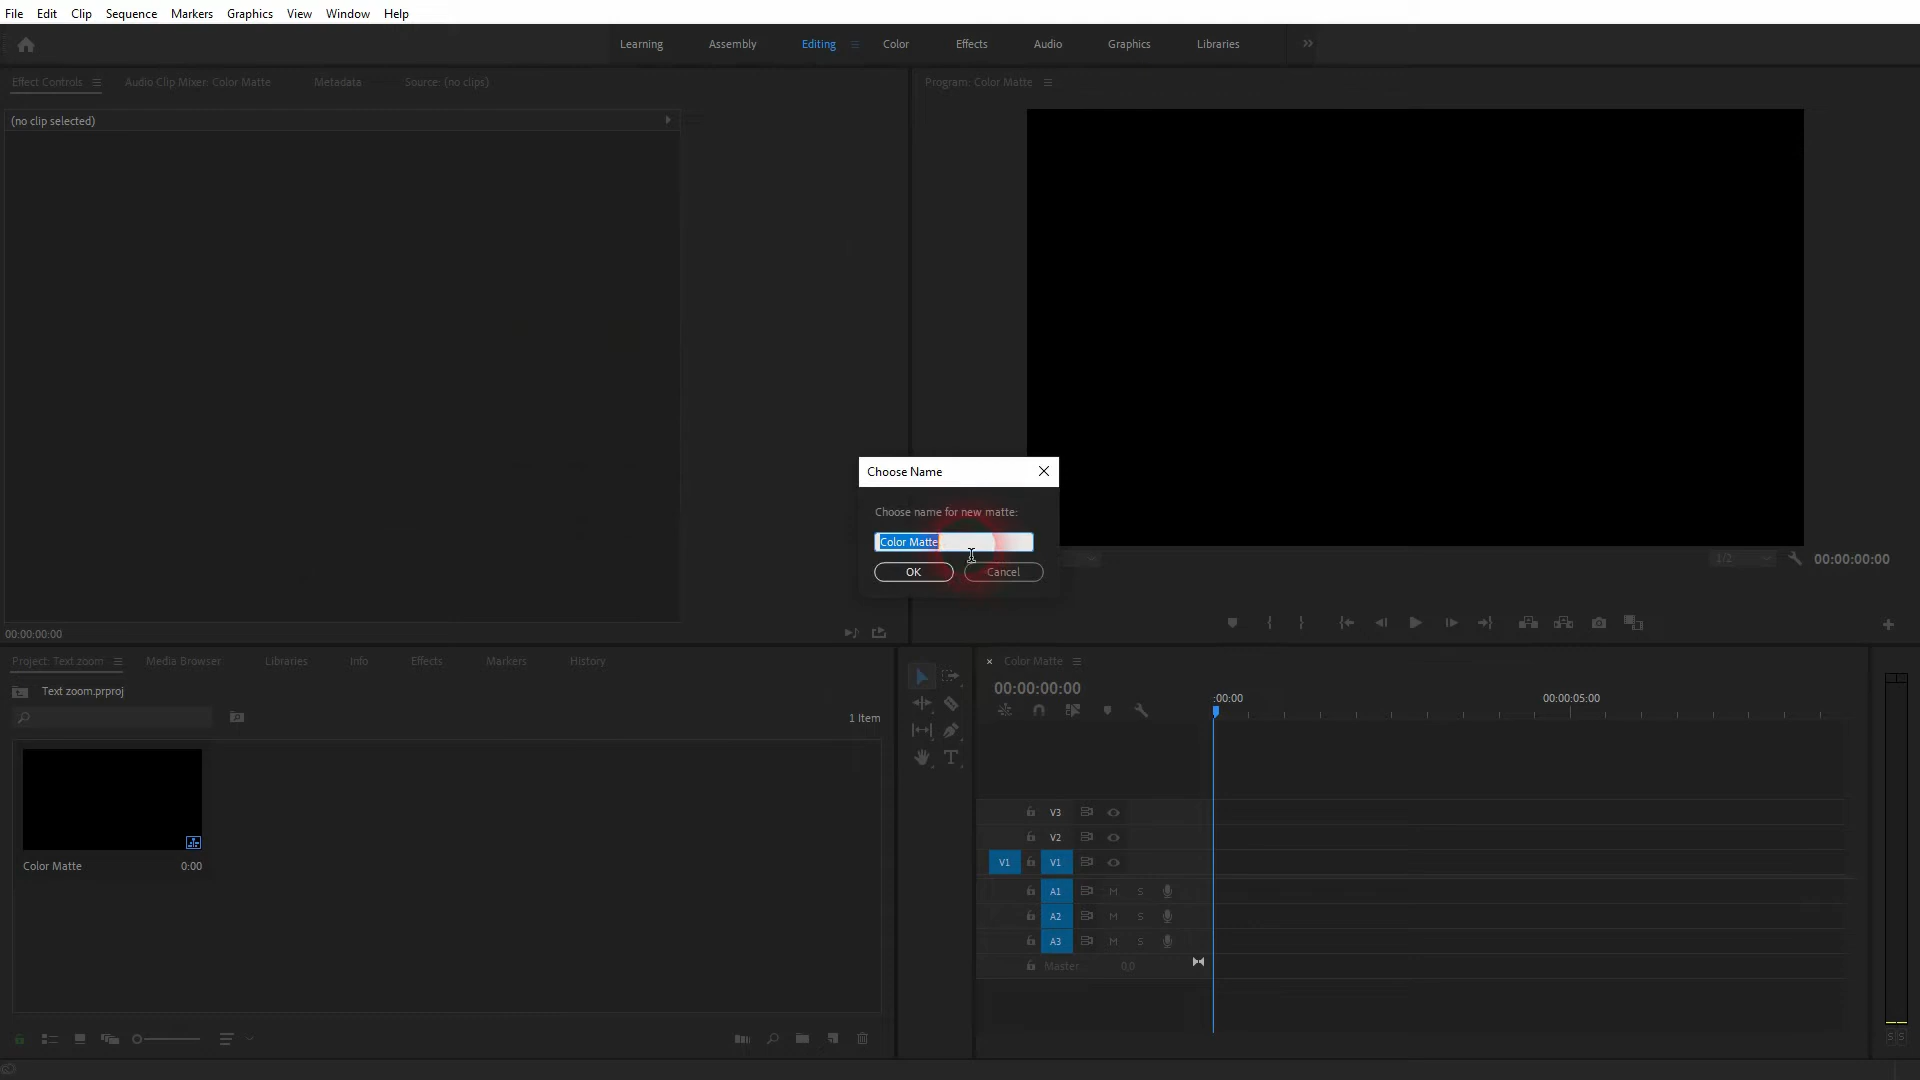 File Edit Clip Sequence Markers Graphics View Window Help
Learning Assembly Editing Color Effects Audio Graphics Libraries
Effect Controls Audio Clip Mixer: Color Matte Metadata Source: (no clips)
Program: Color Matte
(no clip selected)
Choose Name
Choose name for new matte:
Color Matte
OK Cancel
1/2 00:00:00:00
00:00:00:00
Project: Text zoom Media Browser Libraries Info Effects Markers History
Color Matte
Text zoom.prproj
00:00:00:00
:00:00 00:00:05:00
1 Item
Color Matte 0:00
V3
V2
V1 V1
A1 M S
A2 M S
A3 M S
Master 0.0
S S